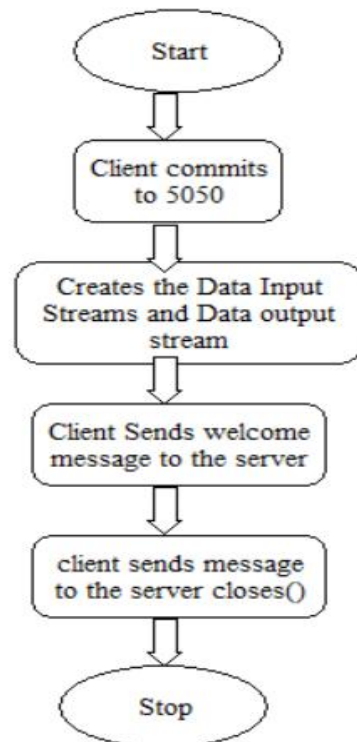 Start
Client commits
to 5050
Creates the Data Input
Streams and Data output
stream
Client Sends welcome
message to the server
client sends message
to the server closes()
Stop